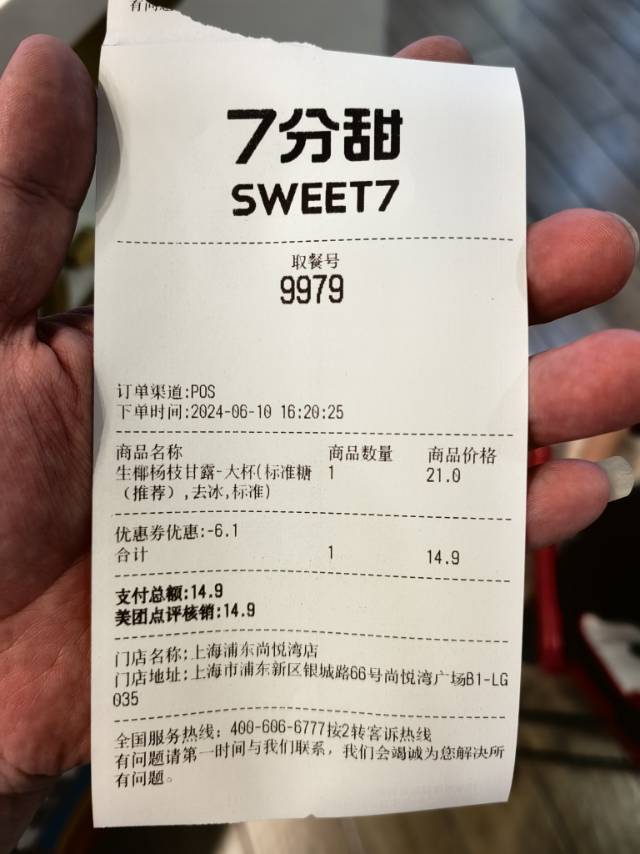 有问题
7分甜
SWEET7
取餐号
9979
订单渠道:POS
下单时间:2024-06-10 16:20:25
商品名称 商品数量 商品价格
生椰杨枝甘露-大杯(标准糖 1 21.0
（推荐）,去冰,标准)
优惠券优惠:-6.1
合计 1 14.9
支付总额:14.9
美团点评核销:14.9
门店名称:上海浦东尚悦湾店
门店地址:上海市浦东新区银城路66号尚悦湾广场B1-LG
035
全国服务热线：400-606-6777按2转客诉热线
有问题请第一时间与我们联系，我们会竭诚为您解决所
有问题。